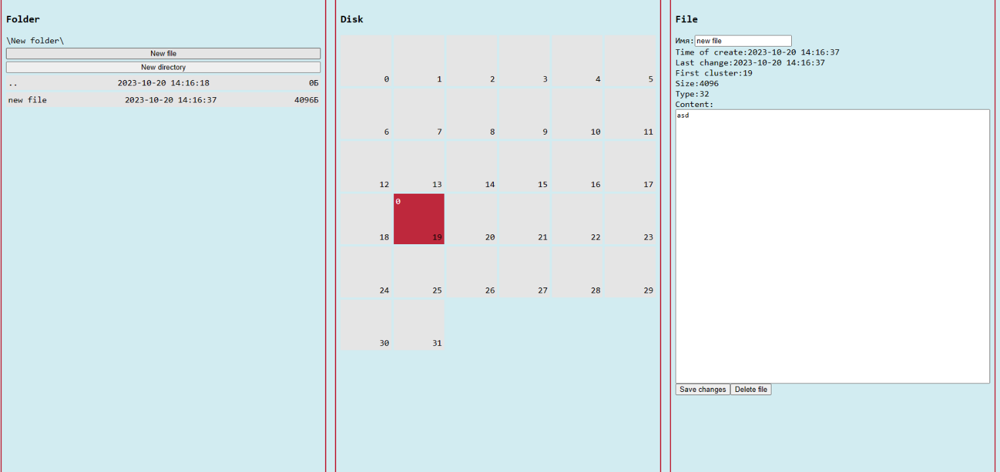 Folder
\New folder\
New file
New directory
.. 2023-10-20 14:16:18 0Б
new file 2023-10-20 14:16:37 4096Б
Disk
0 1 2 3 4 5
6 7 8 9 10 11
12 13 14 15 16 17
0
18 19 20 21 22 23
24 25 26 27 28 29
30 31
File
Имя: new file
Time of create:2023-10-20 14:16:37
Last change:2023-10-20 14:16:37
First cluster:19
Size:4096
Type:32
Content:
asd
Save changes Delete file